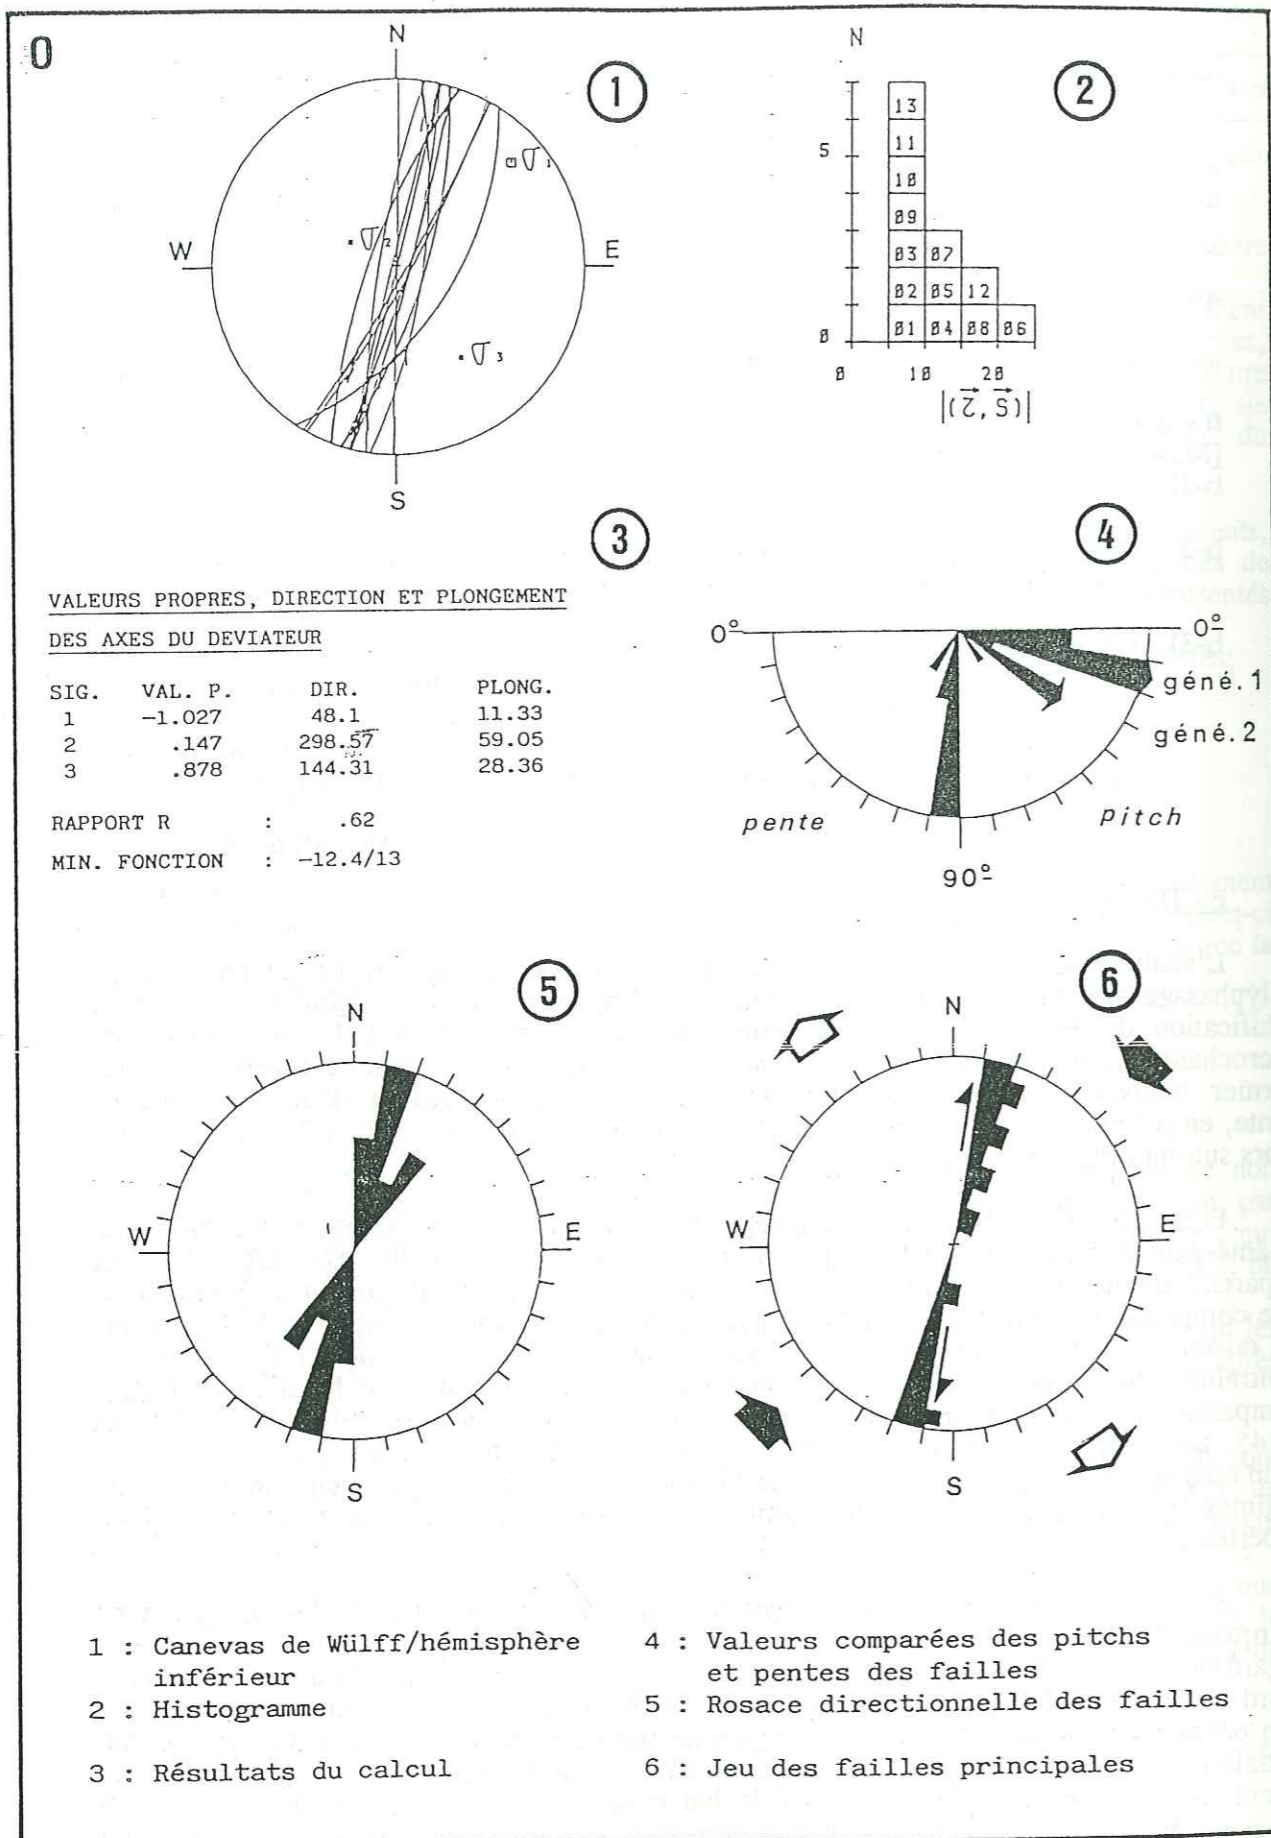 0
1
N
W
E
S
σ1
σ2
σ3
2
N
5
0
13
11
10
09
03 07
02 05 12
01 04 08 06
0 10 20
|(S, τ)|
3
VALEURS PROPRES, DIRECTION ET PLONGEMENT
DES AXES DU DEVIATEUR
SIG. VAL. P. DIR. PLONG.
1 -1.027 48.1 11.33
2 .147 298.57 59.05
3 .878 144.31 28.36
RAPPORT R : .62
MIN. FONCTION : -12.4/13
4
0° 0°
géné.1
géné.2
pente
pitch
90°
5
N
W
E
S
6
N
W
E
S
1 : Canevas de Wülff/hémisphère
inférieur
2 : Histogramme
3 : Résultats du calcul
4 : Valeurs comparées des pitchs
et pentes des failles
5 : Rosace directionnelle des failles
6 : Jeu des failles principales